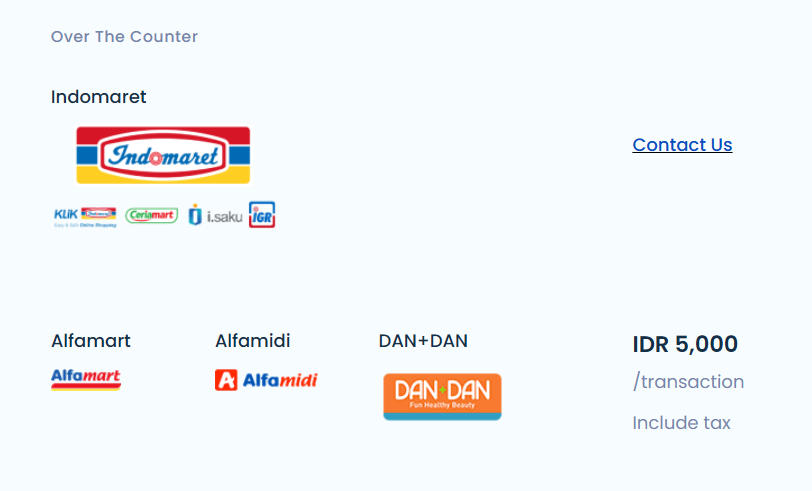 Over The Counter
Indomaret
Indomaret
Contact Us
KLIK Indomaret
Easy & Safe Online Shopping
Ceriamart
i.saku
IGR
Alfamart
Alfamidi
DAN+DAN
IDR 5,000
Alfamart
Alfamidi
DAN+DAN
Fun Healthy Beauty
/transaction
Include tax